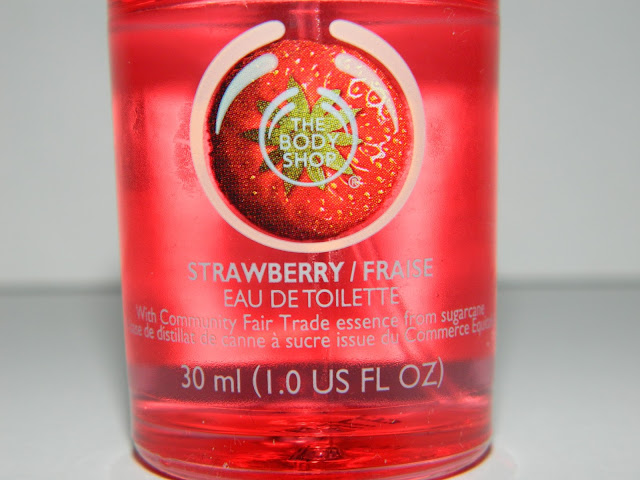 THE
BODY
SHOP
®
STRAWBERRY / FRAISE
EAU DE TOILETTE
With Community Fair Trade essence from sugarcane
de distillat de canne à sucre issue du Commerce
30 ml (1.0 US FL OZ)